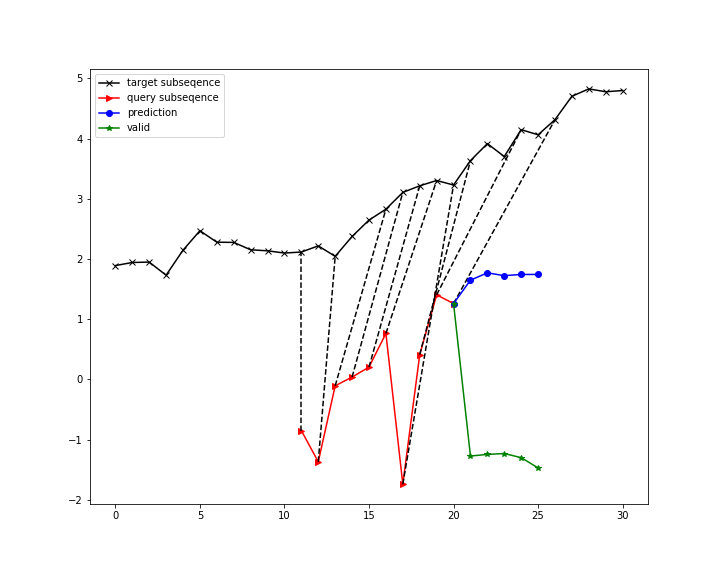 target subseqence
query subseqence
prediction
valid
5
4
3
2
1
0
−1
−2
0 5 10 15 20 25 30